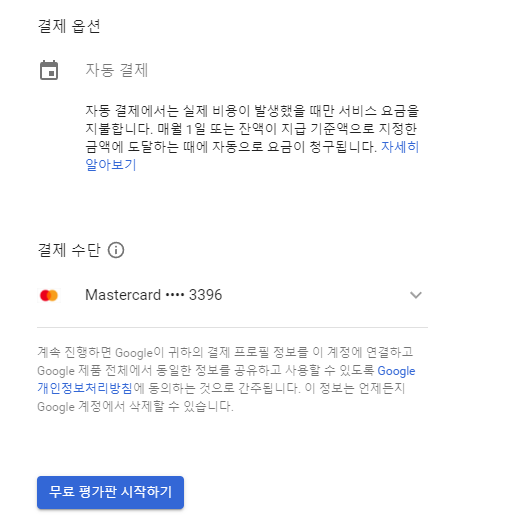 결제 옵션
자동 결제
자동 결제에서는 실제 비용이 발생했을 때만 서비스 요금을
지불합니다. 매월 1일 또는 잔액이 지급 기준액으로 지정한
금액에 도달하는 때에 자동으로 요금이 청구됩니다. 자세히
알아보기
결제 수단
Mastercard •••• 3396
계속 진행하면 Google이 귀하의 결제 프로필 정보를 이 계정에 연결하고
Google 제품 전체에서 동일한 정보를 공유하고 사용할 수 있도록 Google
개인정보처리방침에 동의하는 것으로 간주됩니다. 이 정보는 언제든지
Google 계정에서 삭제할 수 있습니다.
무료 평가판 시작하기